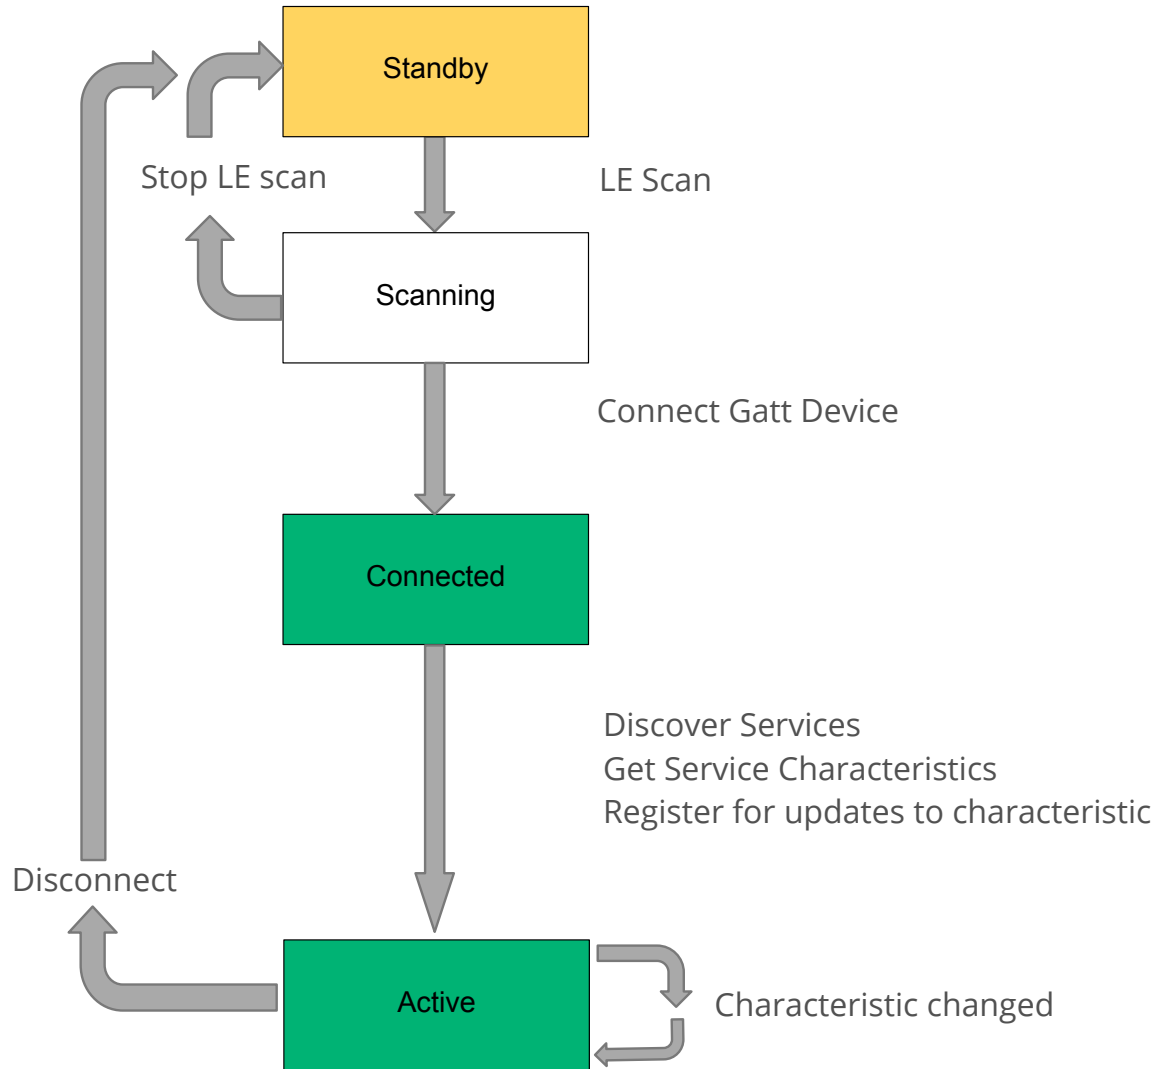 Standby
Stop LE scan
LE Scan
Scanning
Connect Gatt Device
Connected
Discover Services
Get Service Characteristics
Register for updates to characteristic
Disconnect
Active
Characteristic changed